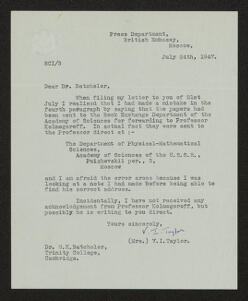 Press Department,
British Embassy,
Moscow.
July 24th, 1947.
Dear Dr. Batchelor,
When filing my letter to you of 21st
July I realised that I had made a mistake in the
fourth paragraph by saying that the papers had
been sent to the Book Exchange Department of the
Academy of Sciences for forwarding to Professor
Kolmogoroff. In actual fact they were sent to
the Professor direct at :-
The Department of Physical-Mathematical
Sciences,
Academy of Sciences of the U.S.S.R.,
per. 8,
Moscow
and I am afraid the error arose because I was
looking at a note I had made before being able to
find his correct address.
Incidentally, I have not received any
acknowledgement from Professor Kolmogoroff, but
possibly he is writing to you direct.
Yours sincerely,
V. I. Taylor
(Mrs.) V.I.Taylor.
Dr. G.K.Batchelor,
Trinity College,
Cambridge.